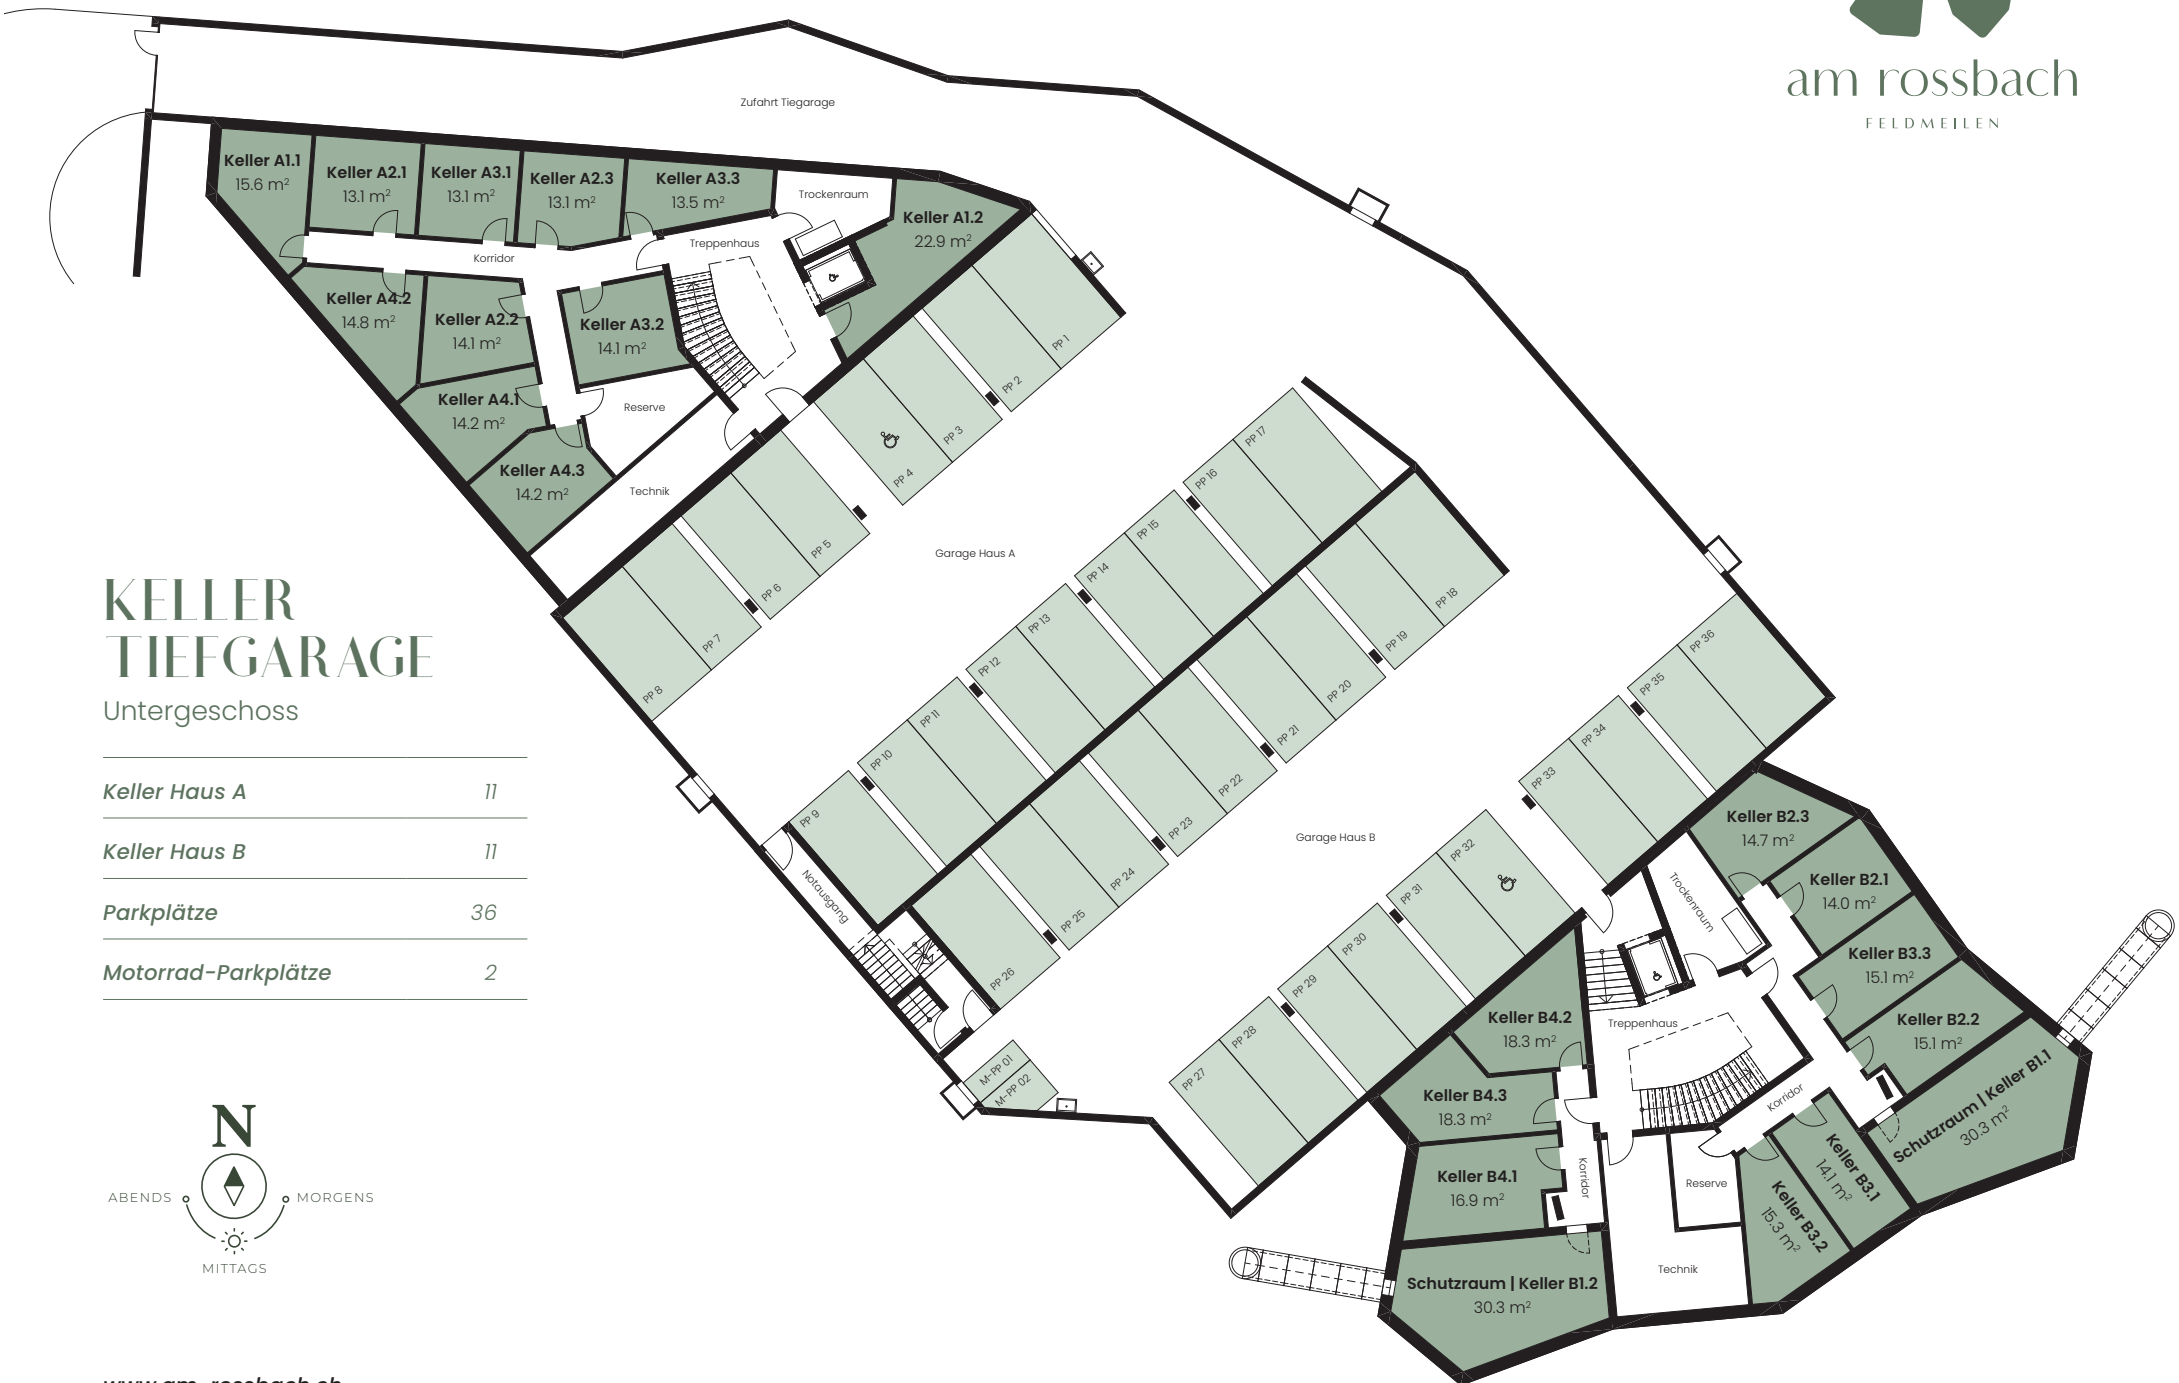 am rossbach
FELDMEILEN
Zufahrt Tiegarage
Keller A1.1
15.6 m²
Keller A2.1
13.1 m²
Keller A3.1
13.1 m²
Keller A2.3
13.1 m²
Keller A3.3
13.5 m²
Trockenraum
Keller A1.2
22.9 m²
Treppenhaus
Korridor
Keller A4.2
14.8 m²
Keller A2.2
14.1 m²
Keller A3.2
14.1 m²
Keller A4.1
14.2 m²
Reserve
Keller A4.3
14.2 m²
Technik
PP 1
PP 2
PP 3
PP 4
PP 5
PP 6
PP 7
PP 8
Garage Haus A
PP 17
PP 16
PP 15
PP 14
PP 13
PP 12
PP 11
PP 10
PP 9
PP 18
PP 19
PP 20
PP 21
PP 22
PP 23
PP 24
PP 25
PP 26
Notausgang
M-PP 01
M-PP 02
Garage Haus B
PP 36
PP 35
PP 34
PP 33
PP 32
PP 31
PP 30
PP 29
PP 28
PP 27
Keller B2.3
14.7 m²
Keller B2.1
14.0 m²
Keller B3.3
15.1 m²
Keller B2.2
15.1 m²
Schutzraum | Keller B1.1
30.3 m²
Trockenraum
Treppenhaus
Korridor
Keller B4.2
18.3 m²
Keller B4.3
18.3 m²
Keller B4.1
16.9 m²
Korridor
Schutzraum | Keller B1.2
30.3 m²
Reserve
Technik
Keller B3.1
14.1 m²
Keller B3.2
15.3 m²
KELLER
TIEFGARAGE
Untergeschoss
Keller Haus A 11
Keller Haus B 11
Parkplätze 36
Motorrad-Parkplätze 2
N
ABENDS
MORGENS
MITTAGS
www.am-rossbach.ch